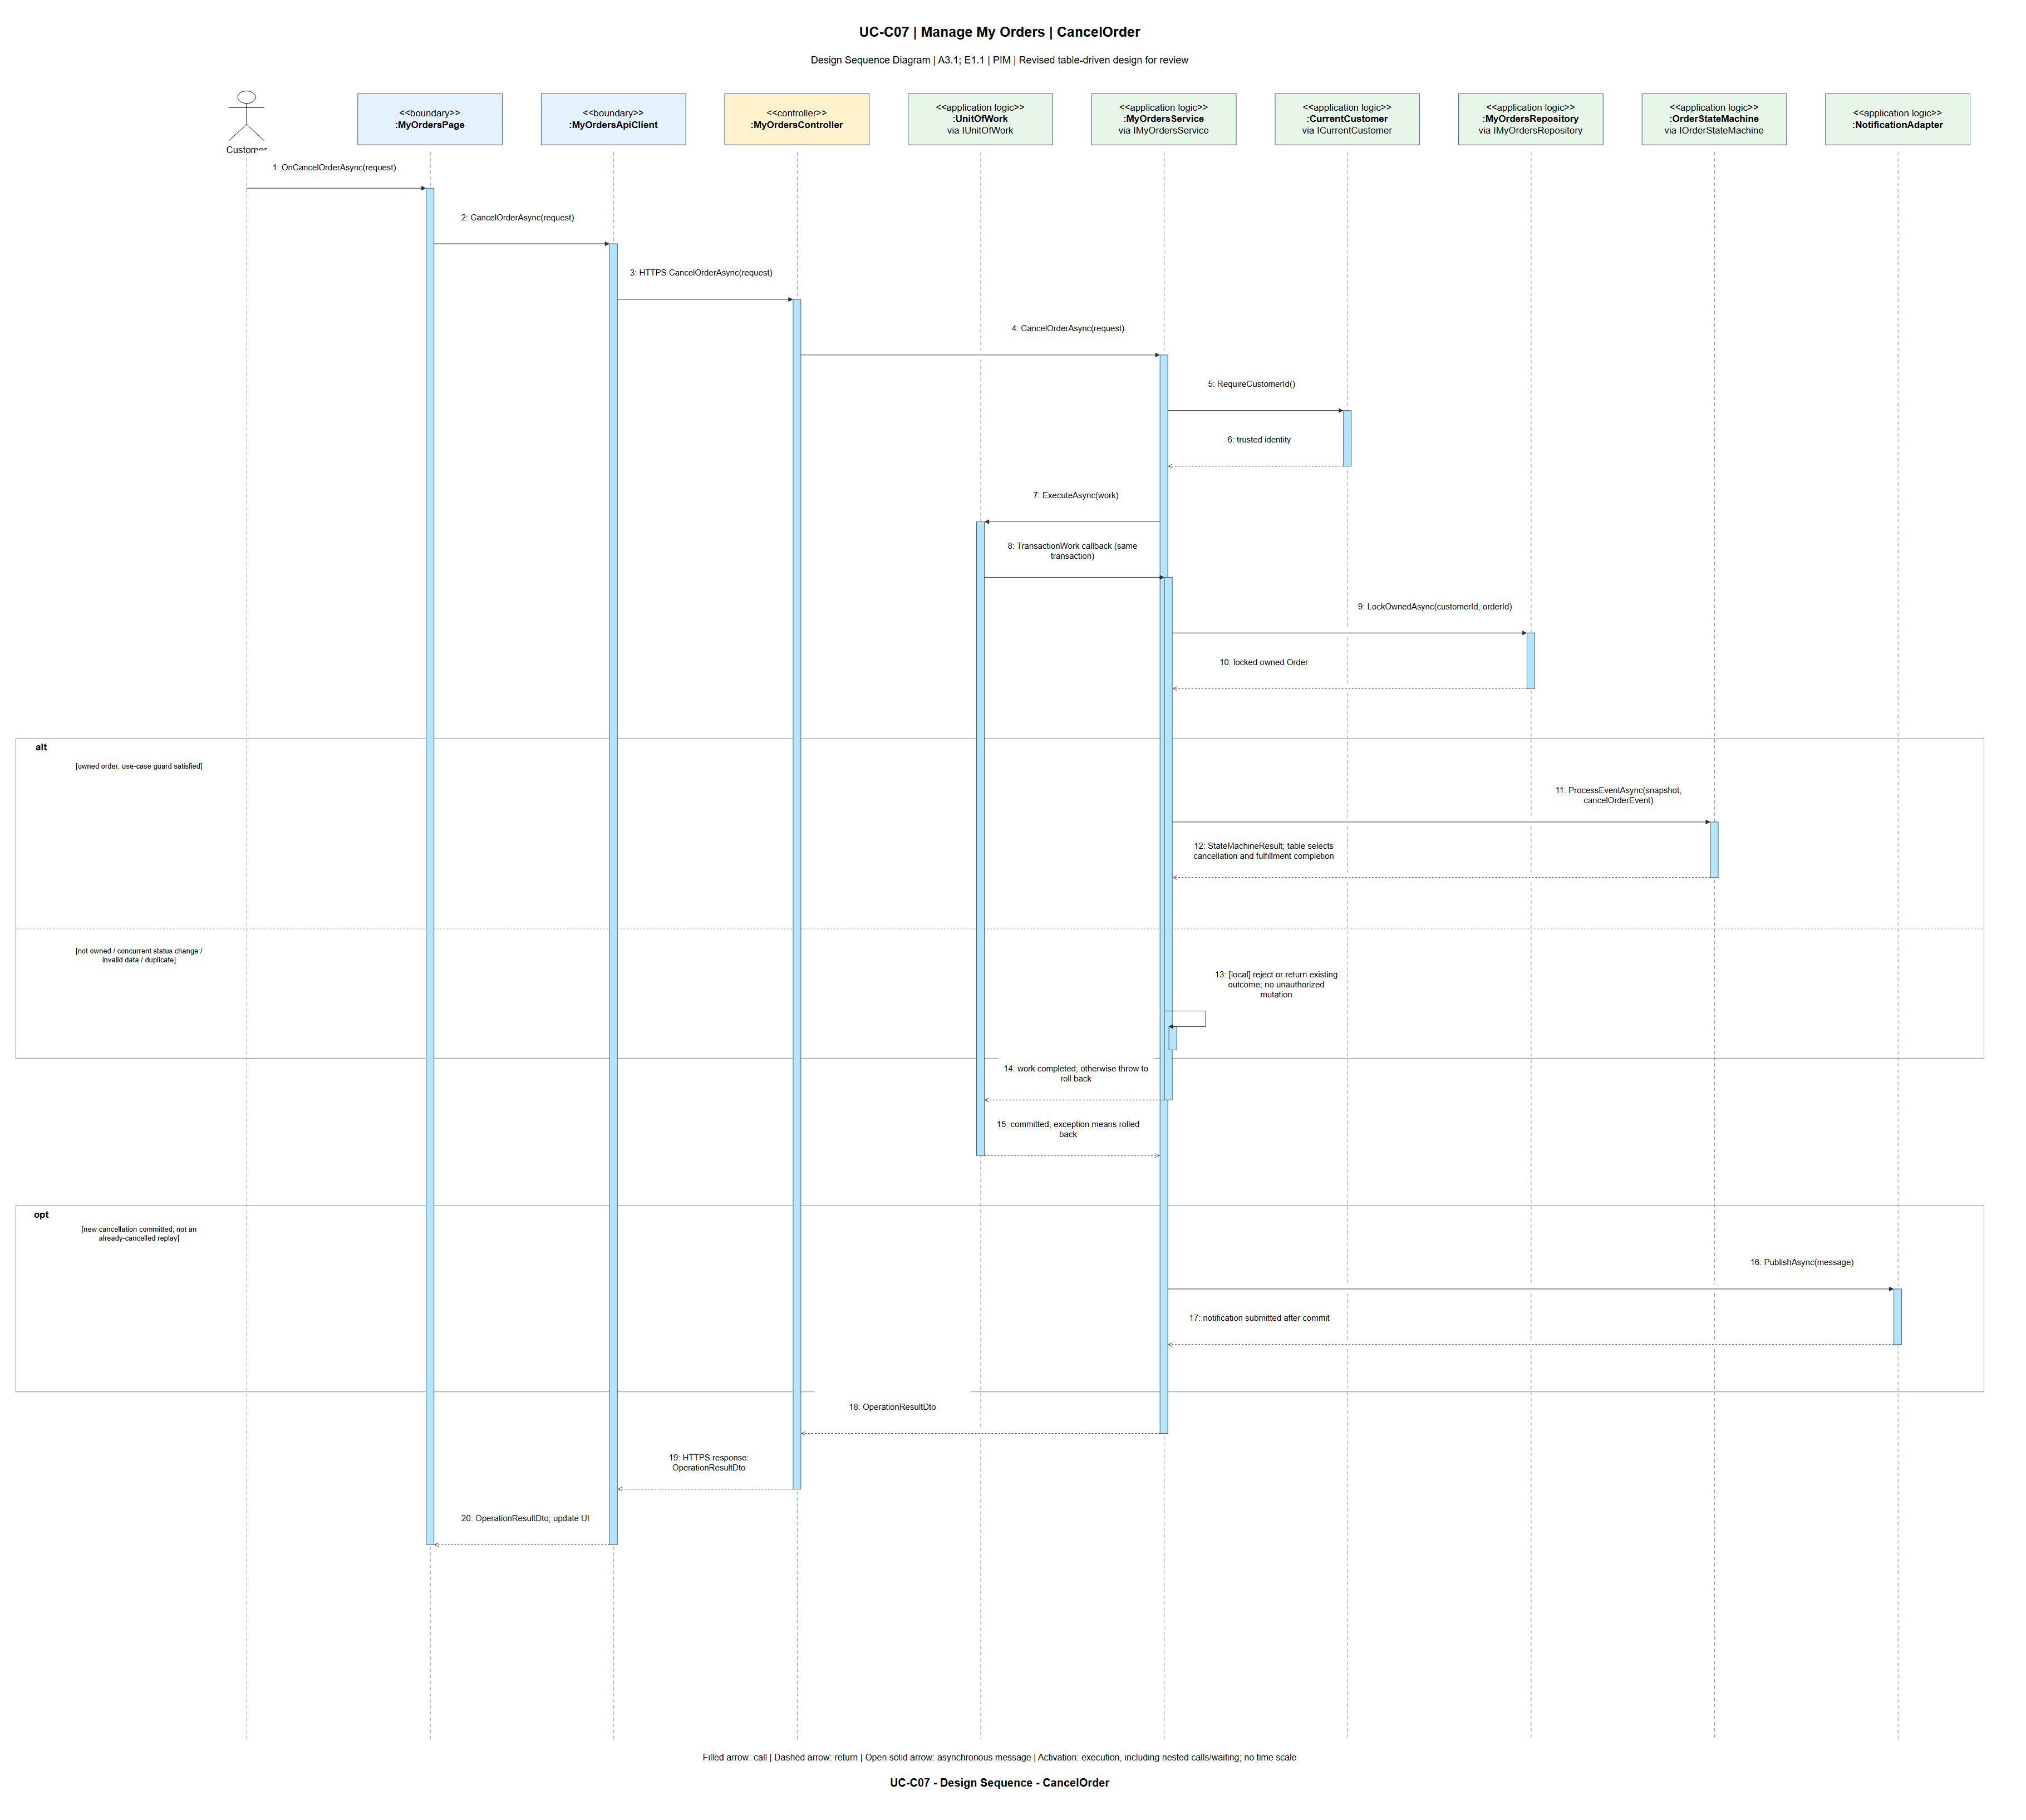 UC-C07 | Manage My Orders | CancelOrder
Design Sequence Diagram | A3.1; E1.1 | PIM | Revised table-driven design for review
Customer
<<boundary>>
:MyOrdersPage
<<boundary>>
:MyOrdersApiClient
<<controller>>
:MyOrdersController
<<application logic>>
:UnitOfWork
via IUnitOfWork
<<application logic>>
:MyOrdersService
via IMyOrdersService
<<application logic>>
:CurrentCustomer
via ICurrentCustomer
<<application logic>>
:MyOrdersRepository
via IMyOrdersRepository
<<application logic>>
:OrderStateMachine
via IOrderStateMachine
<<application logic>>
:NotificationAdapter
1: OnCancelOrderAsync(request)
2: CancelOrderAsync(request)
3: HTTPS CancelOrderAsync(request)
4: CancelOrderAsync(request)
5: RequireCustomerId()
6: trusted identity
7: ExecuteAsync(work)
8: TransactionWork callback (same
transaction)
9: LockOwnedAsync(customerId, orderId)
10: locked owned Order
alt
[owned order; use-case guard satisfied]
11: ProcessEventAsync(snapshot,
cancelOrderEvent)
12: StateMachineResult; table selects
cancellation and fulfillment completion
[not owned / concurrent status change /
invalid data / duplicate]
13: [local] reject or return existing
outcome; no unauthorized
mutation
14: work completed; otherwise throw to
roll back
15: committed; exception means rolled
back
opt
[new cancellation committed; not an
already-cancelled replay]
16: PublishAsync(message)
17: notification submitted after commit
18: OperationResultDto
19: HTTPS response:
OperationResultDto
20: OperationResultDto; update UI
Filled arrow: call | Dashed arrow: return | Open solid arrow: asynchronous message | Activation: execution, including nested calls/waiting; no time scale
UC-C07 - Design Sequence - CancelOrder